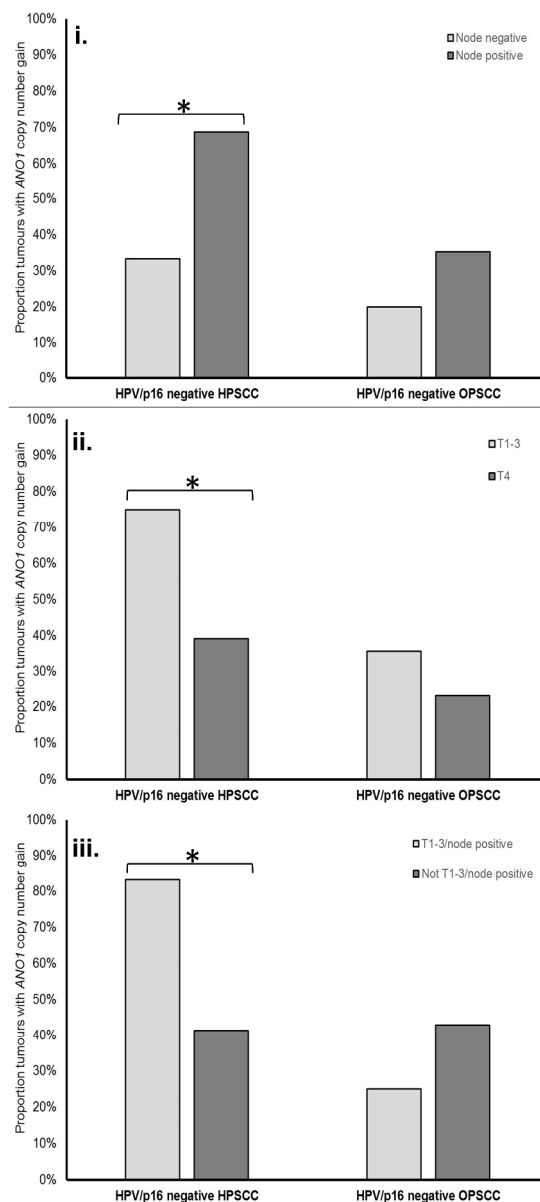 i.
Node negative
Node positive
*
Proportion tumours with ANO1 copy number gain
100%
90%
80%
70%
60%
50%
40%
30%
20%
10%
0%
HPV/p16 negative HPSCC HPV/p16 negative OPSCC
ii.
T1-3
T4
*
Proportion tumours with ANO1 copy number gain
100%
90%
80%
70%
60%
50%
40%
30%
20%
10%
0%
HPV/p16 negative HPSCC HPV/p16 negative OPSCC
iii.
T1-3/node positive
Not T1-3/node positive
*
Proportion tumours with ANO1 copy number gain
100%
90%
80%
70%
60%
50%
40%
30%
20%
10%
0%
HPV/p16 negative HPSCC HPV/p16 negative OPSCC